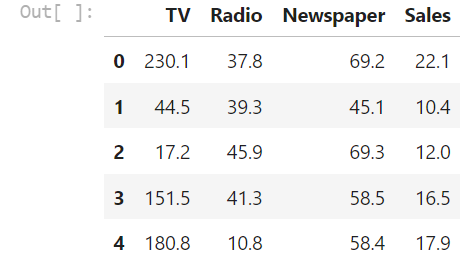 Out[ ]:
TV Radio Newspaper Sales
0 230.1 37.8 69.2 22.1
1 44.5 39.3 45.1 10.4
2 17.2 45.9 69.3 12.0
3 151.5 41.3 58.5 16.5
4 180.8 10.8 58.4 17.9